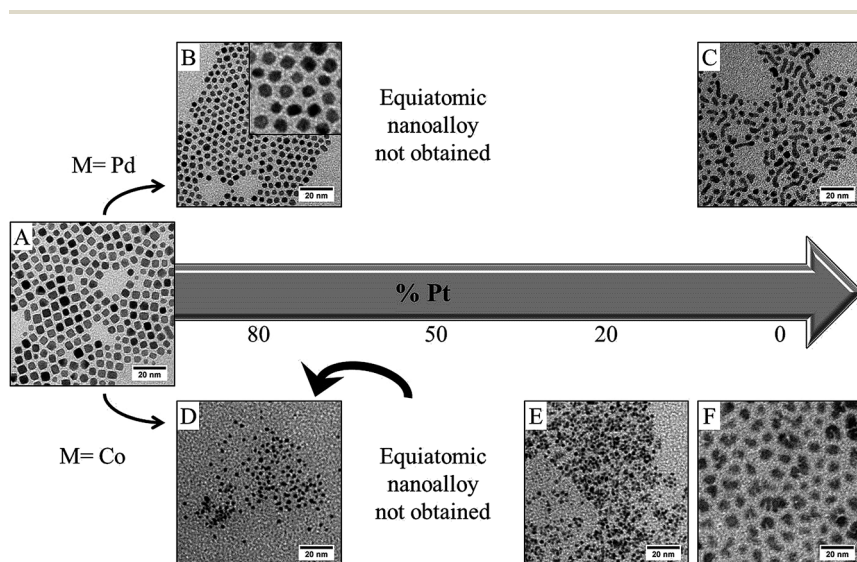 B
Equiatomic
nanoalloy
not obtained
C
20 nm
20 nm
M= Pd
A
% Pt
80
50
20
0
20 nm
D
Equiatomic
nanoalloy
not obtained
E
F
M= Co
20 nm
20 nm
20 nm